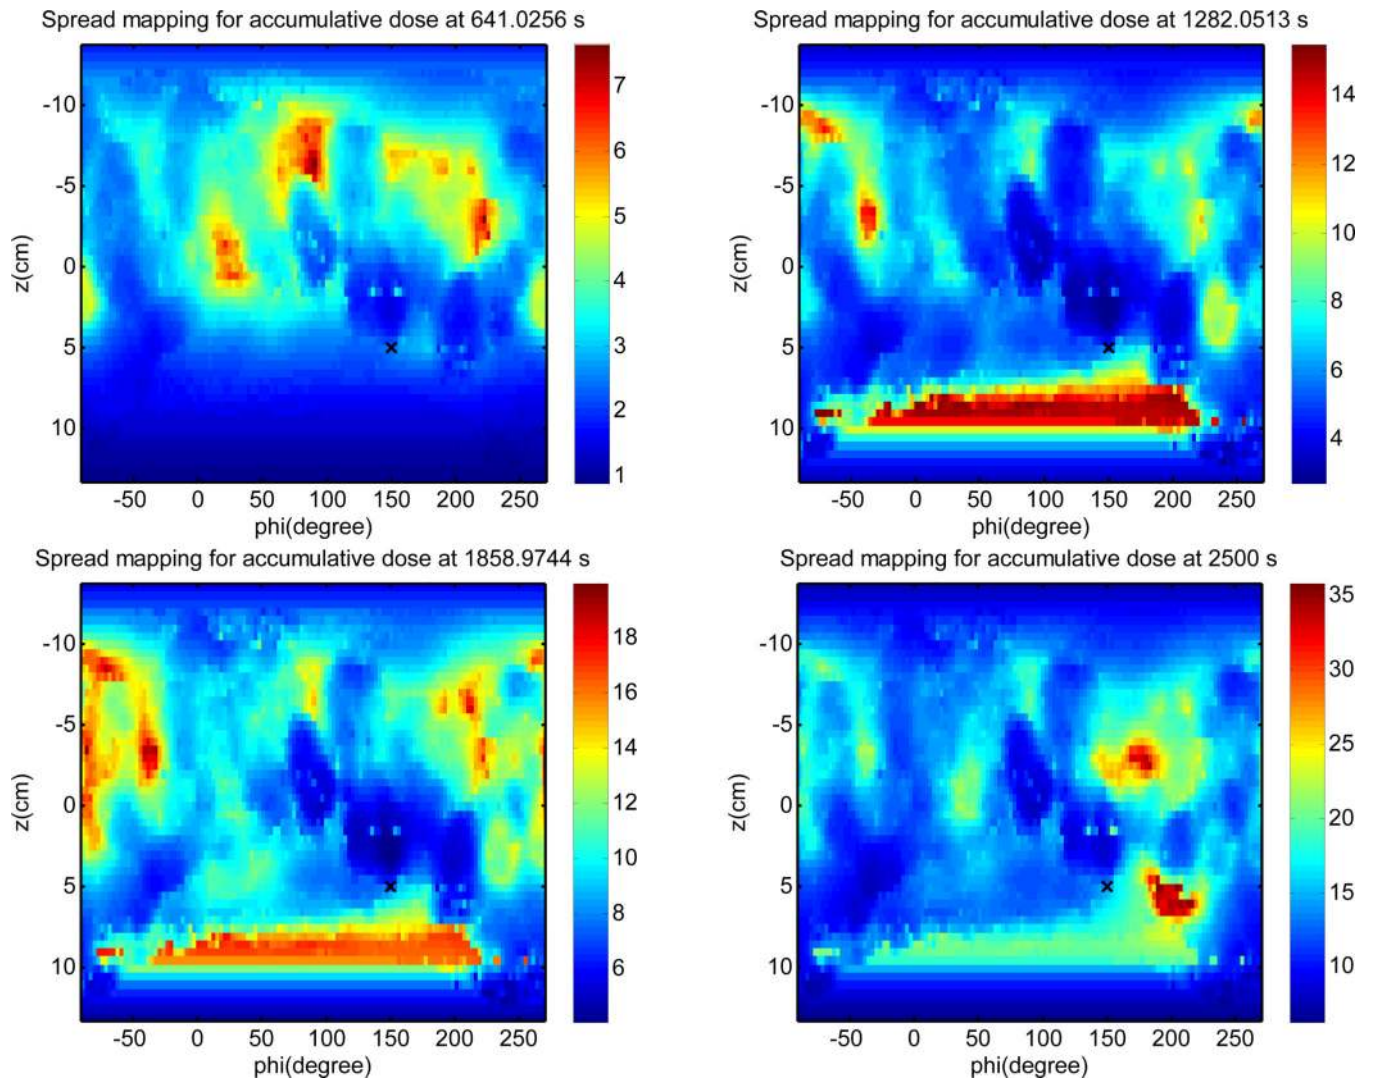 Spread mapping for accumulative dose at 641.0256 s
-10
-5
0
5
10
z(cm)
-50 0 50 100 150 200 250
phi(degree)
7
6
5
4
3
2
1
Spread mapping for accumulative dose at 1282.0513 s
-10
-5
0
5
10
z(cm)
-50 0 50 100 150 200 250
phi(degree)
14
12
10
8
6
4
Spread mapping for accumulative dose at 1858.9744 s
-10
-5
0
5
10
z(cm)
-50 0 50 100 150 200 250
phi(degree)
18
16
14
12
10
8
6
Spread mapping for accumulative dose at 2500 s
-10
-5
0
5
10
z(cm)
-50 0 50 100 150 200 250
phi(degree)
35
30
25
20
15
10